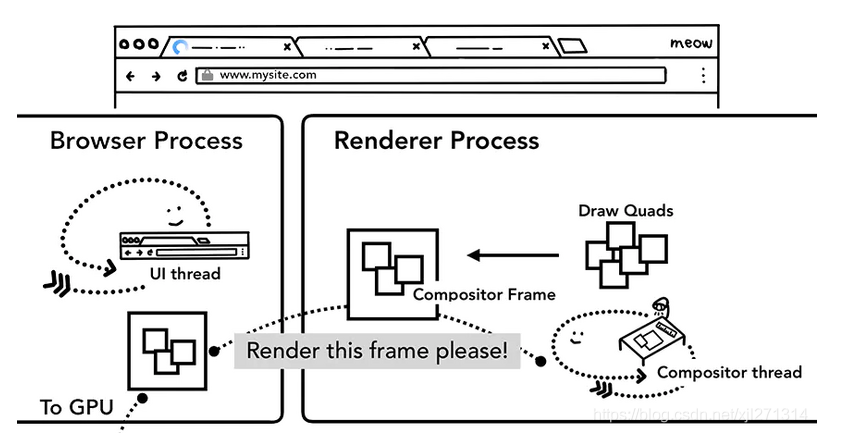 meow
www.mysite.com
Browser Process
Renderer Process
Draw Quads
UI thread
Compositor Frame
Render this frame please!
Compositor thread
To GPU
https://blog.csdn.net/xjl271314